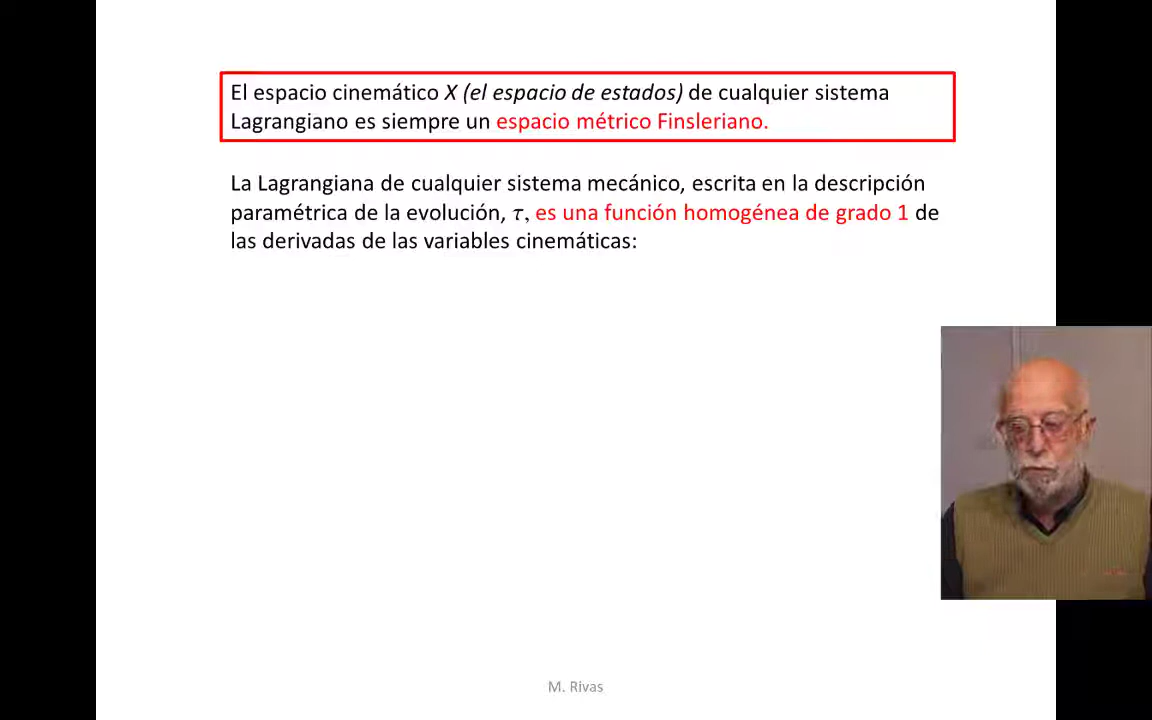 El espacio cinemático X (el espacio de estados) de cualquier sistema
Lagrangiano es siempre un espacio métrico Finsleriano.
La Lagrangiana de cualquier sistema mecánico, escrita en la descripción
paramétrica de la evolución, τ, es una función homogénea de grado 1 de
las derivadas de las variables cinemáticas:
M. Rivas